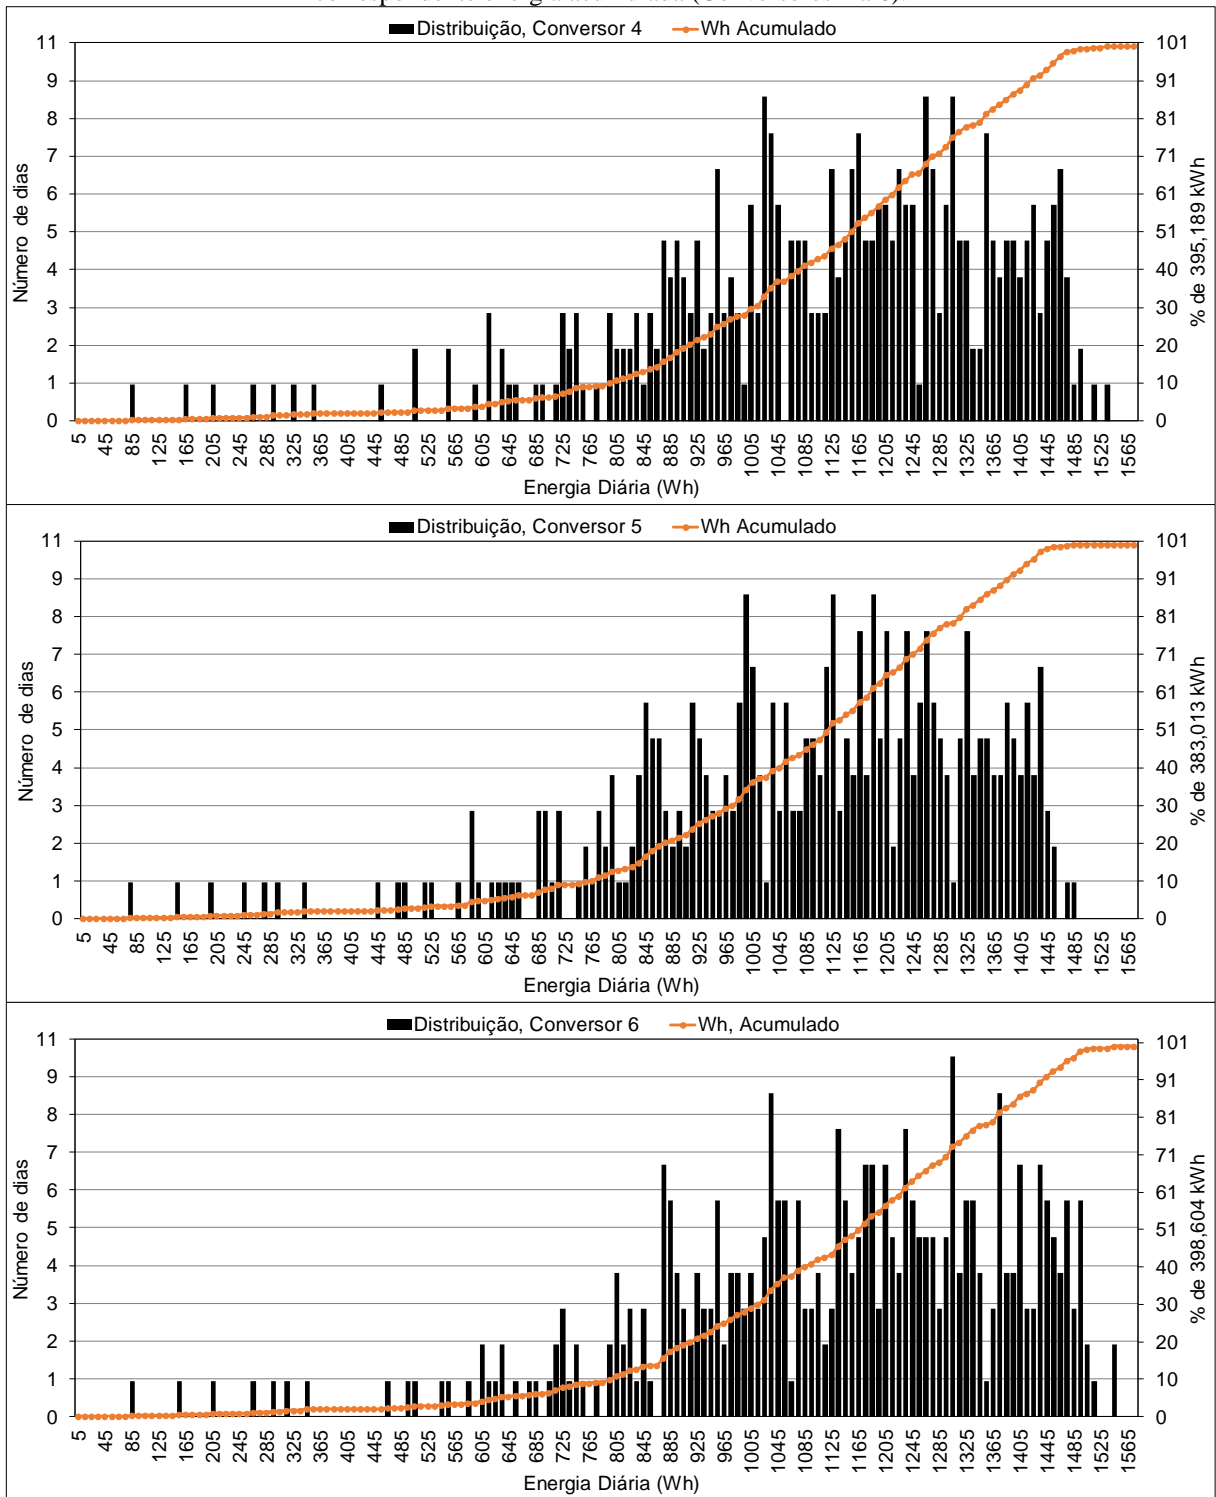 correspondente energia acumulada (Conversores
Distribuição, Conversor 4 Wh Acumulado
Número de dias
11 101
9 91
8 81
7 71
6 61
5 51
4 40
3 30
2 20
1 10
0 0
% de 395,189 kWh
5 45 85 125 165 205 245 285 325 365 405 445 485 525 565 605 645 685 725 765 805 845 885 925 965 1005 1045 1085 1125 1165 1205 1245 1285 1325 1365 1405 1445 1485 1525 1565
Energia Diária (Wh)
Distribuição, Conversor 5 Wh Acumulado
Número de dias
11 101
9 91
8 81
7 71
6 61
5 51
4 40
3 30
2 20
1 10
0 0
% de 383,013 kWh
5 45 85 125 165 205 245 285 325 365 405 445 485 525 565 605 645 685 725 765 805 845 885 925 965 1005 1045 1085 1125 1165 1205 1245 1285 1325 1365 1405 1445 1485 1525 1565
Energia Diária (Wh)
Distribuição, Conversor 6 Wh, Acumulado
Número de dias
11 101
9 91
8 81
7 71
6 61
5 51
4 40
3 30
2 20
1 10
0 0
% de 398,604 kWh
5 45 85 125 165 205 245 285 325 365 405 445 485 525 565 605 645 685 725 765 805 845 885 925 965 1005 1045 1085 1125 1165 1205 1245 1285 1325 1365 1405 1445 1485 1525 1565
Energia Diária (Wh)